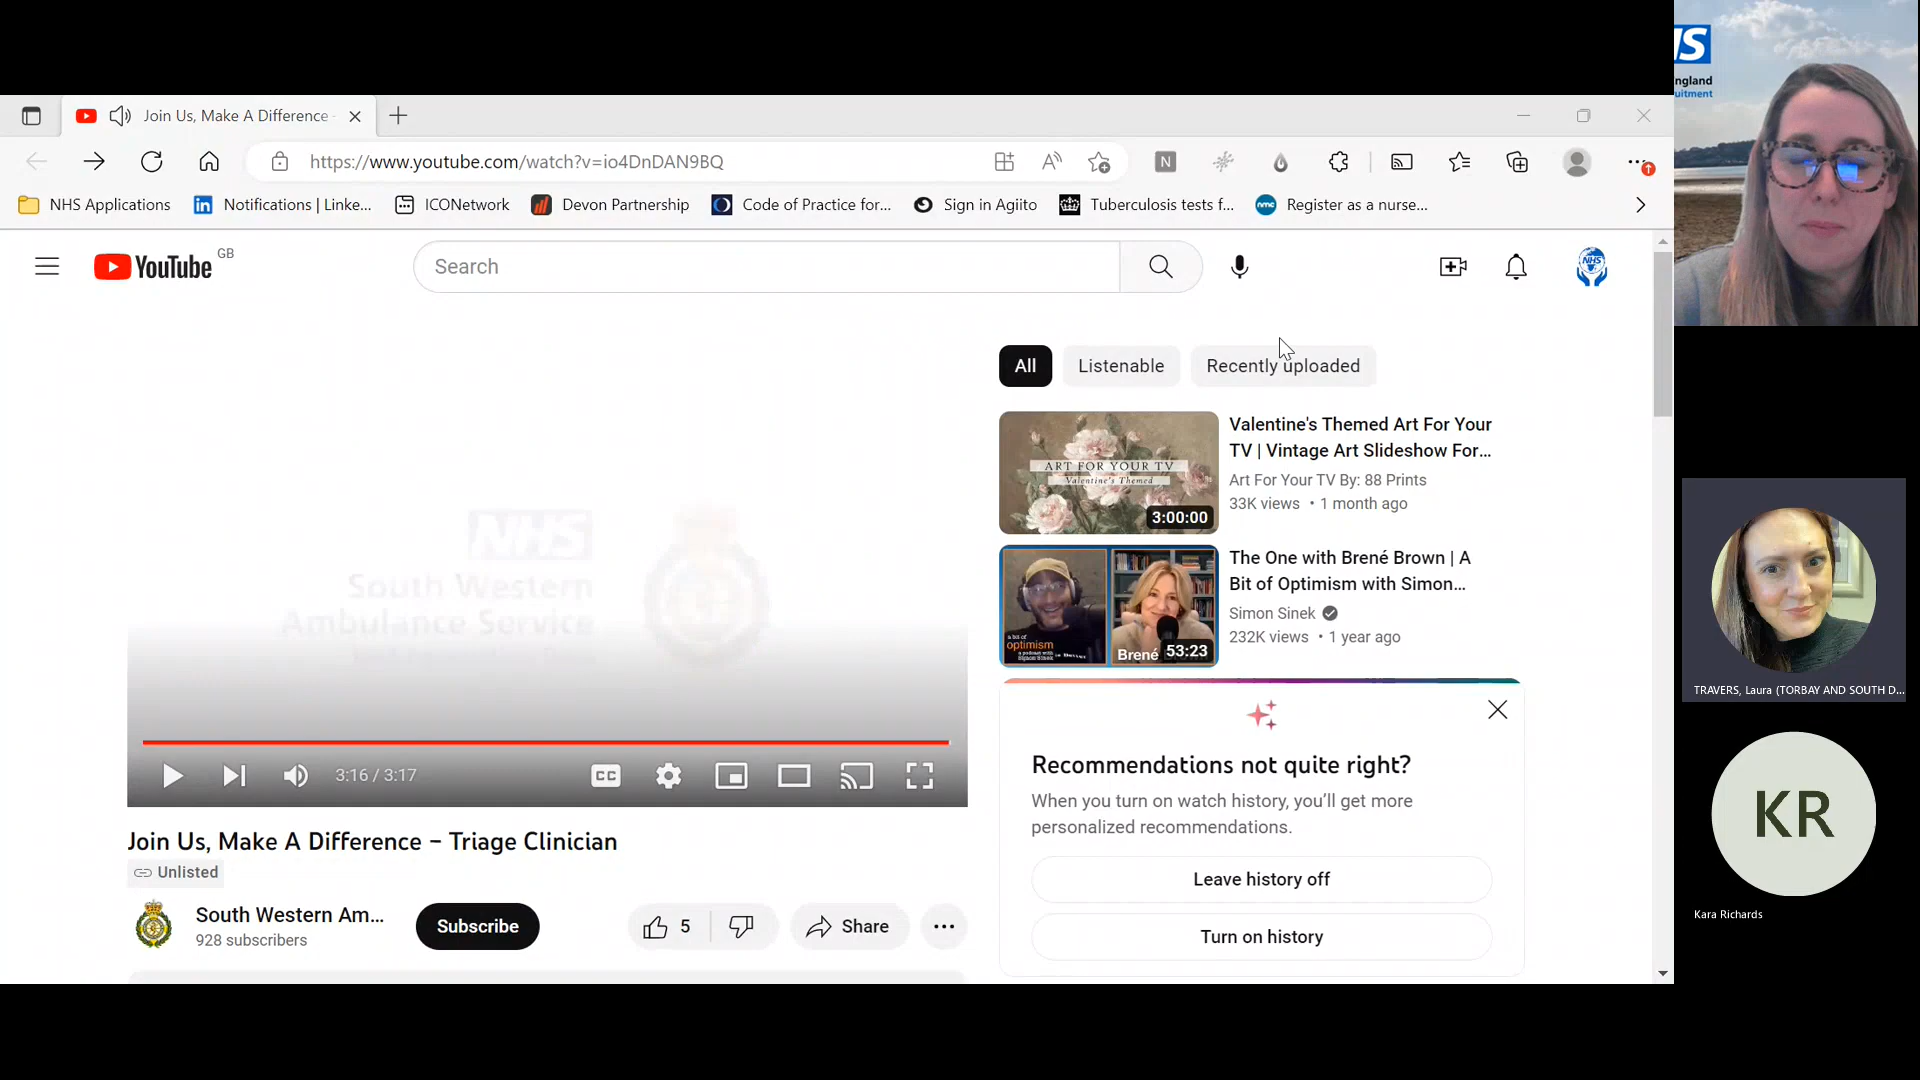 Join Us, Make A Difference -
https://www.youtube.com/watch?v=io4DnDAN9BQ
N
NHS Applications
in
Notifications | Linke...
ICONetwork
Devon Partnership
Code of Practice for...
Sign in Agiito
Tuberculosis tests f...
nmc
Register as a nurse...
YouTube GB
Search
NHS
All
Listenable
Recently uploaded
ART FOR YOUR TV
Valentine's Themed
3:00:00
Valentine's Themed Art For Your
TV | Vintage Art Slideshow For...
Art For Your TV By: 88 Prints
33K views • 1 month ago
a bit of
optimism
Brené
53:23
The One with Brené Brown | A
Bit of Optimism with Simon...
Simon Sinek
232K views • 1 year ago
NHS
South Western
Ambulance Service
3:16 / 3:17
CC
Recommendations not quite right?
When you turn on watch history, you'll get more
personalized recommendations.
Leave history off
Turn on history
Join Us, Make A Difference – Triage Clinician
Unlisted
South Western Am...
928 subscribers
Subscribe
5
Share
...
ngland
uitment
TRAVERS, Laura (TORBAY AND SOUTH D...
KR
Kara Richards